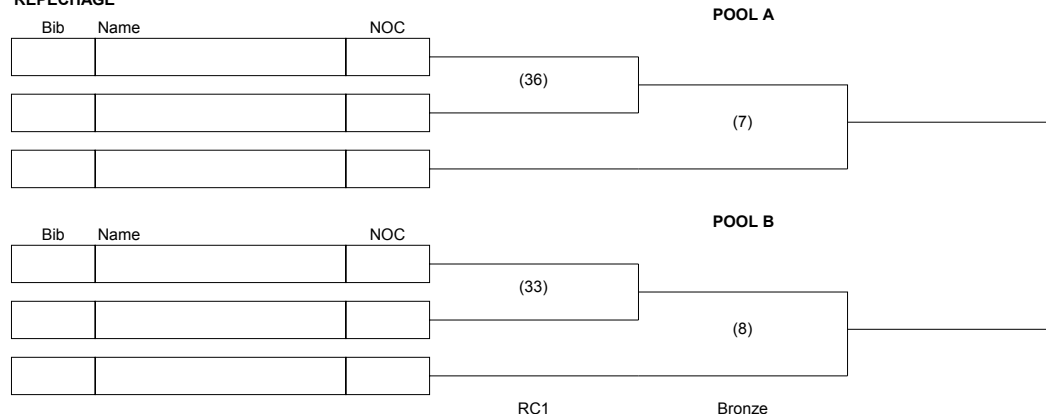 REPECHAGE
POOL A
Bib Name NOC
(36)
(7)
POOL B
Bib Name NOC
(33)
(8)
RC1 Bronze